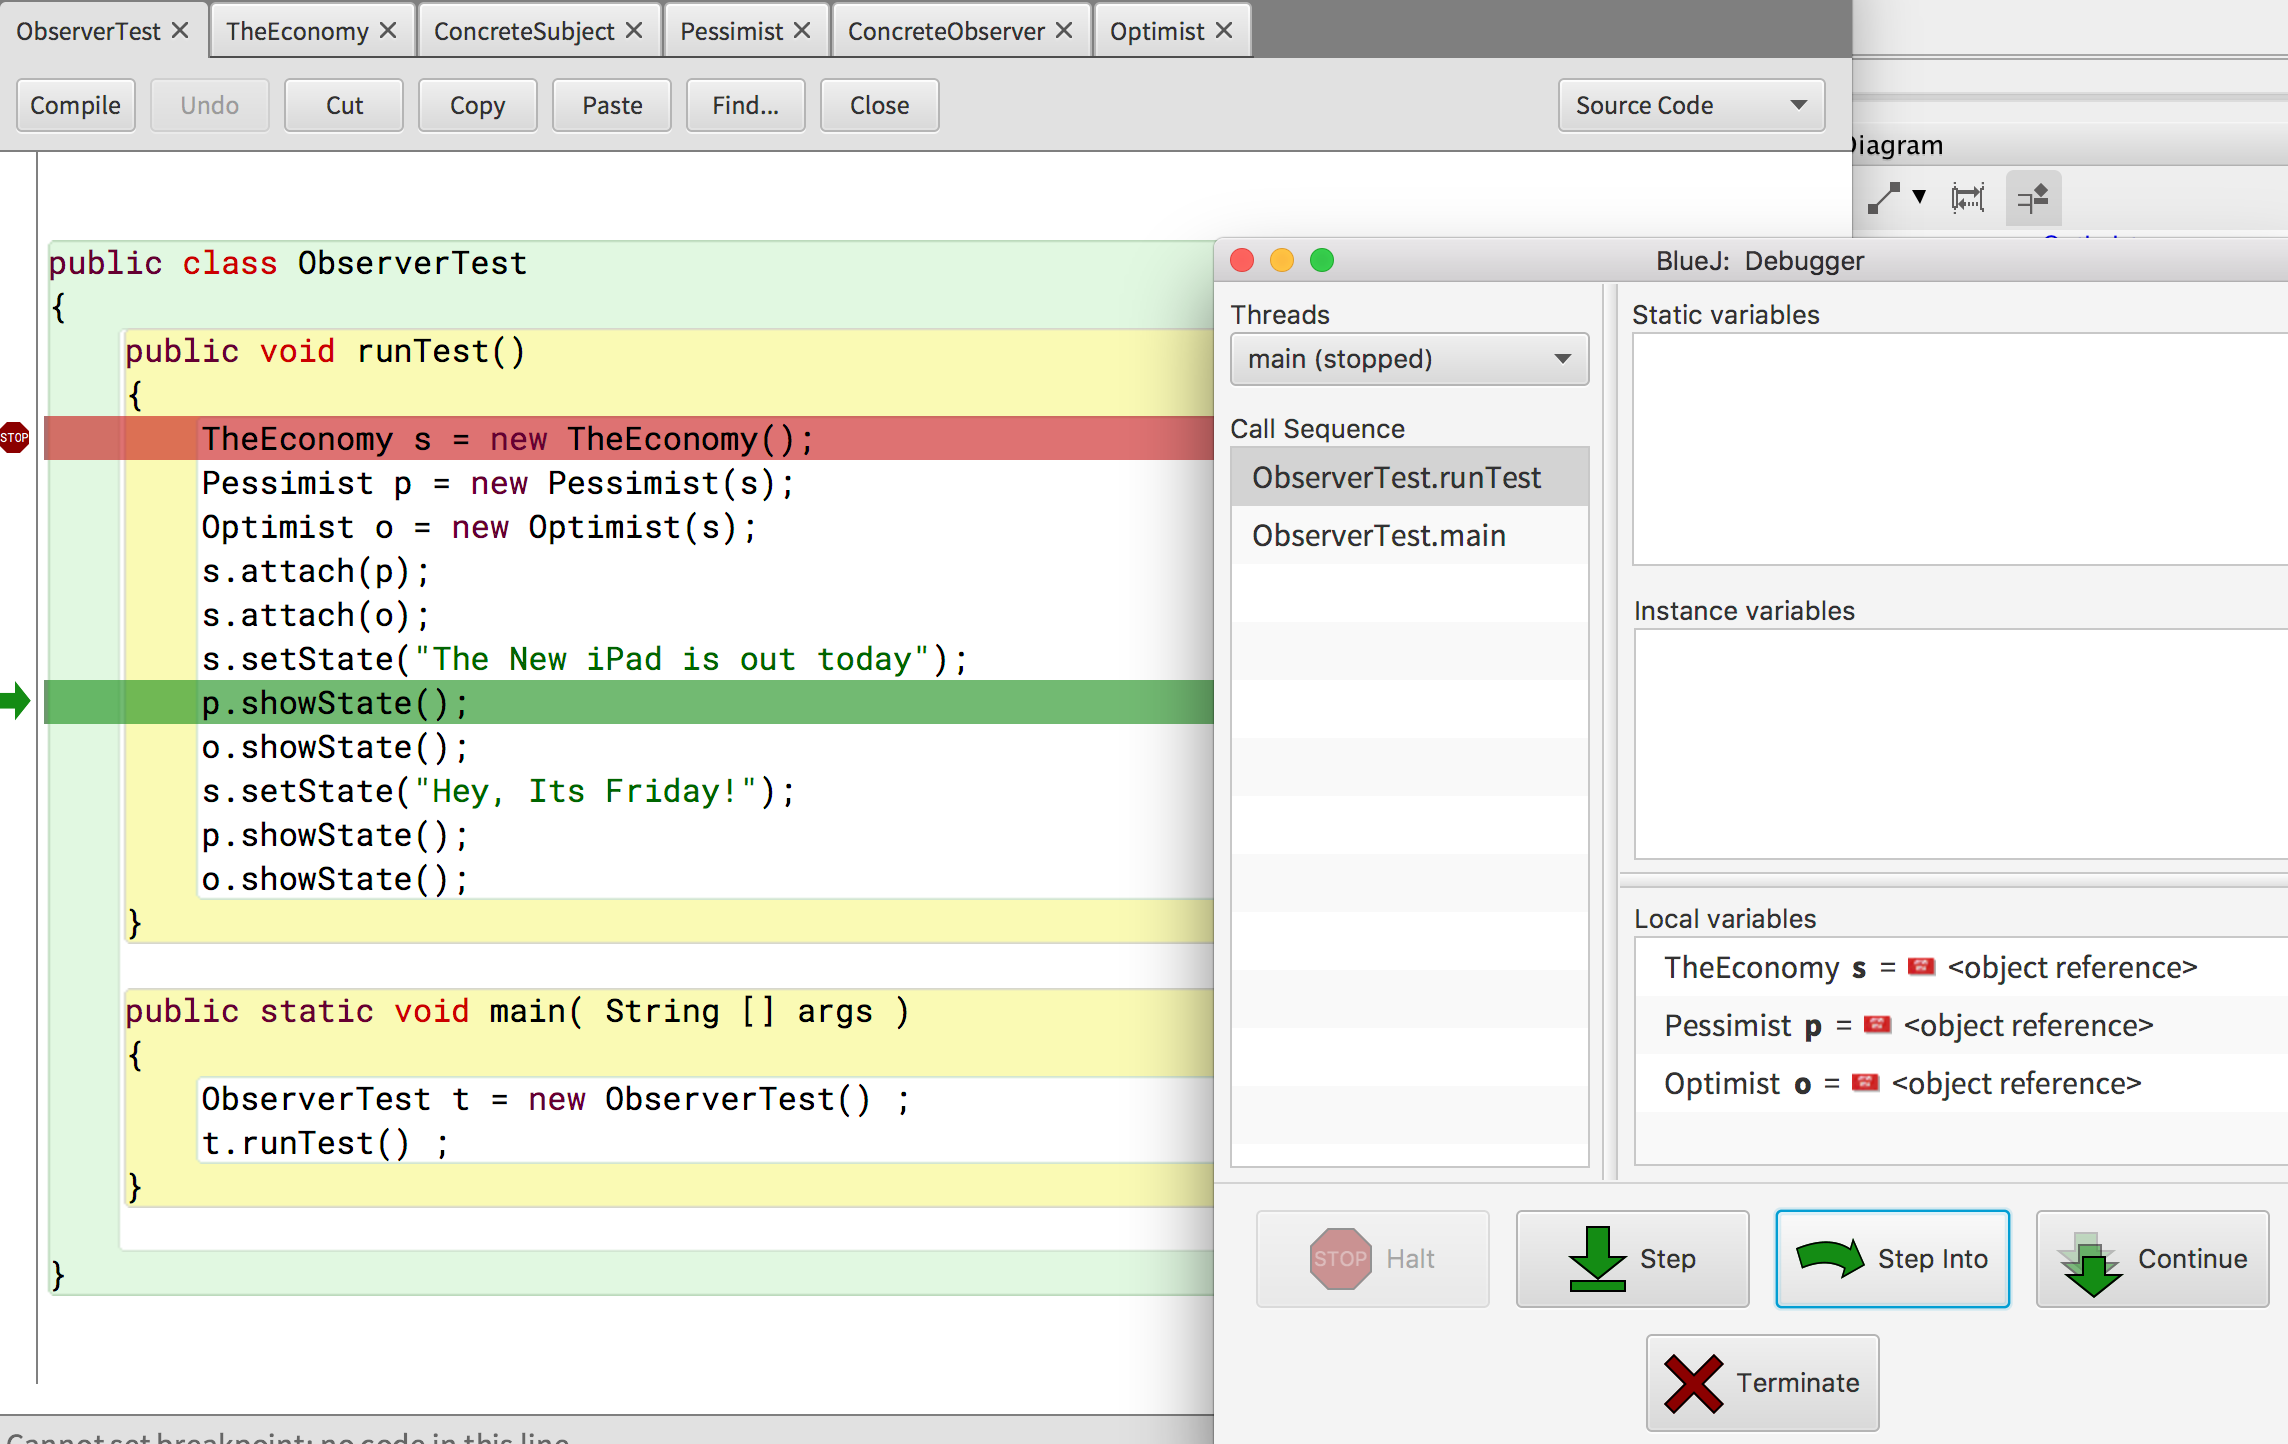 ObserverTest TheEconomy ConcreteSubject Pessimist ConcreteObserver Optimist
Compile Undo Cut Copy Paste Find... Close Source Code
public class ObserverTest
{
public void runTest()
{
STOP
TheEconomy s = new TheEconomy();
Pessimist p = new Pessimist(s);
Optimist o = new Optimist(s);
s.attach(p);
s.attach(o);
s.setState("The New iPad is out today");
p.showState();
o.showState();
s.setState("Hey, Its Friday!");
p.showState();
o.showState();
}
public static void main( String [] args )
{
ObserverTest t = new ObserverTest() ;
t.runTest() ;
}
}
Cannot set breakpoint: no code in this line
Diagram
BlueJ: Debugger
Threads
main (stopped)
Call Sequence
ObserverTest.runTest
ObserverTest.main
Static variables
Instance variables
Local variables
TheEconomy s = <object reference>
Pessimist p = <object reference>
Optimist o = <object reference>
STOP Halt
Step
Step Into
Continue
Terminate